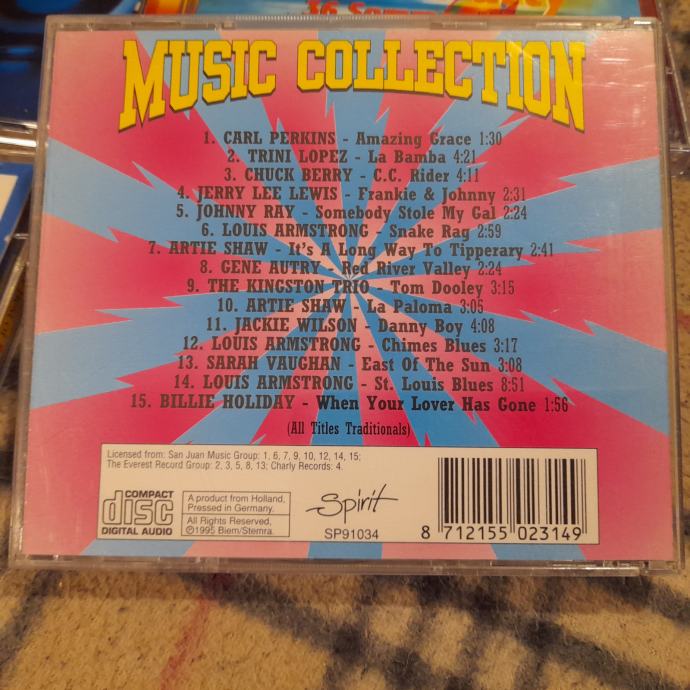 36 Songs
MUSIC COLLECTION
1. CARL PERKINS - Amazing Grace 1:30
2. TRINI LOPEZ - La Bamba 4:21
3. CHUCK BERRY - C.C. Rider 4:11
4. JERRY LEE LEWIS - Frankie & Johnny 2:31
5. JOHNNY RAY - Somebody Stole My Gal 2:24
6. LOUIS ARMSTRONG - Snake Rag 2:59
7. ARTIE SHAW - It's A Long Way To Tipperary 2:41
8. GENE AUTRY - Red River Valley 2:24
9. THE KINGSTON TRIO - Tom Dooley 3:15
10. ARTIE SHAW - La Paloma 3:05
11. JACKIE WILSON - Danny Boy 4:08
12. LOUIS ARMSTRONG - Chimes Blues 3:17
13. SARAH VAUGHAN - East Of The Sun 3:08
14. LOUIS ARMSTRONG - St. Louis Blues 8:51
15. BILLIE HOLIDAY - When Your Lover Has Gone 1:56
(All Titles Traditionals)
Licensed from: San Juan Music Group: 1, 6, 7, 9, 10, 12, 14, 15;
The Everest Record Group: 2, 3, 5, 8, 13; Charly Records: 4.
COMPACT
disc
DIGITAL AUDIO
A product from Holland,
Pressed in Germany.
All Rights Reserved,
℗1995 Biem/Stemra.
Spirit
SP91034
8 712155 023149